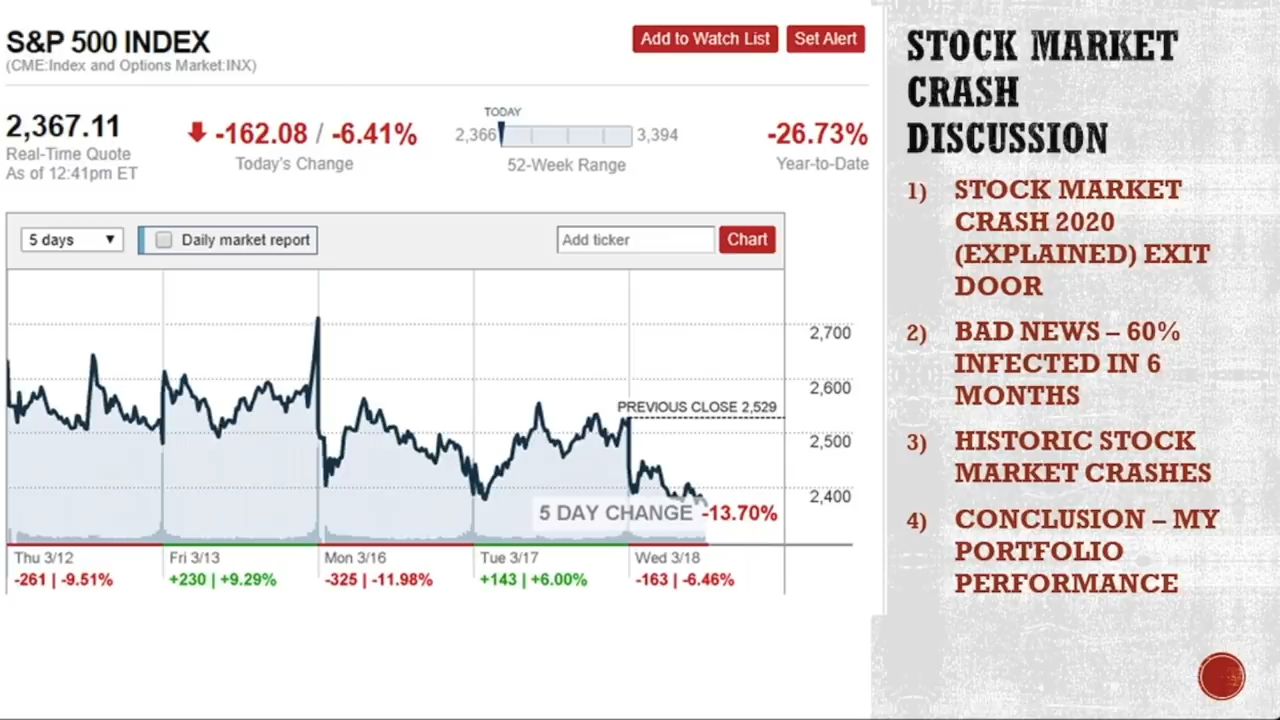 S&P 500 INDEX
(CME:Index and Options Market:INX)
Add to Watch List
Set Alert
2,367.11
Real-Time Quote
As of 12:41pm ET
-162.08 / -6.41%
Today's Change
TODAY
2,366
3,394
52-Week Range
-26.73%
Year-to-Date
5 days
Daily market report
Add ticker
Chart
2,700
2,600
PREVIOUS CLOSE 2,529
2,500
2,400
5 DAY CHANGE -13.70%
Thu 3/12
-261 | -9.51%
Fri 3/13
+230 | +9.29%
Mon 3/16
-325 | -11.98%
Tue 3/17
+143 | +6.00%
Wed 3/18
-163 | -6.46%
STOCK MARKET
CRASH
DISCUSSION
1) STOCK MARKET
CRASH 2020
(EXPLAINED) EXIT
DOOR
2) BAD NEWS – 60%
INFECTED IN 6
MONTHS
3) HISTORIC STOCK
MARKET CRASHES
4) CONCLUSION – MY
PORTFOLIO
PERFORMANCE